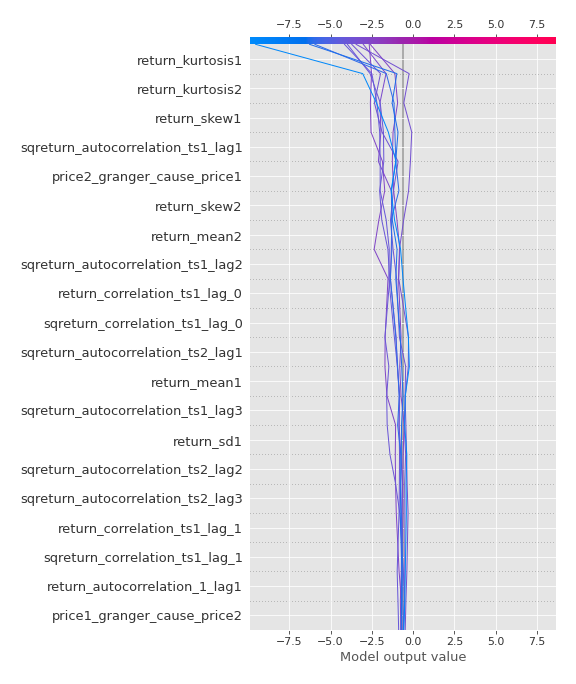 −7.5 −5.0 −2.5 0.0 2.5 5.0 7.5
return_kurtosis1
return_kurtosis2
return_skew1
sqreturn_autocorrelation_ts1_lag1
price2_granger_cause_price1
return_skew2
return_mean2
sqreturn_autocorrelation_ts1_lag2
return_correlation_ts1_lag_0
sqreturn_correlation_ts1_lag_0
sqreturn_autocorrelation_ts2_lag1
return_mean1
sqreturn_autocorrelation_ts1_lag3
return_sd1
sqreturn_autocorrelation_ts2_lag2
sqreturn_autocorrelation_ts2_lag3
return_correlation_ts1_lag_1
sqreturn_correlation_ts1_lag_1
return_autocorrelation_1_lag1
price1_granger_cause_price2
−7.5 −5.0 −2.5 0.0 2.5 5.0 7.5
Model output value